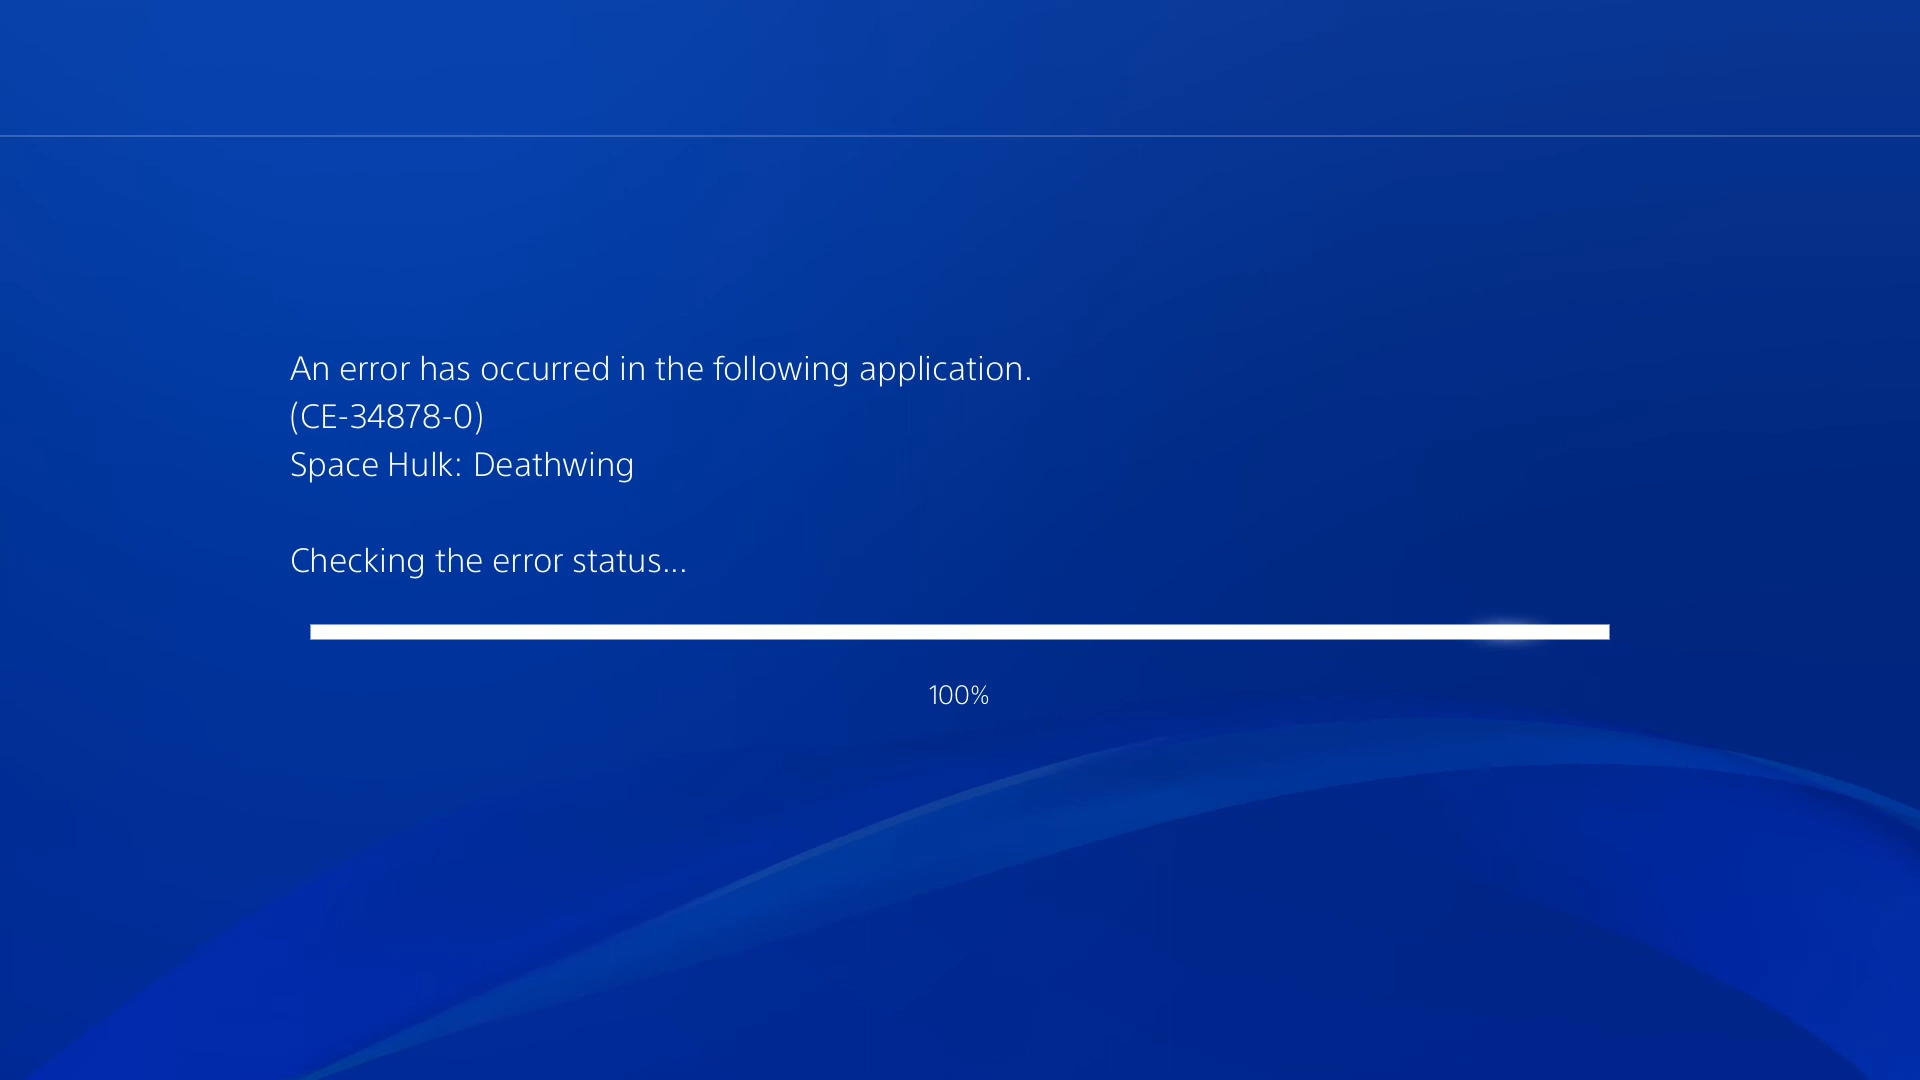 An error has occurred in the following application.
(CE-34878-0)
Space Hulk: Deathwing
Checking the error status...
100%